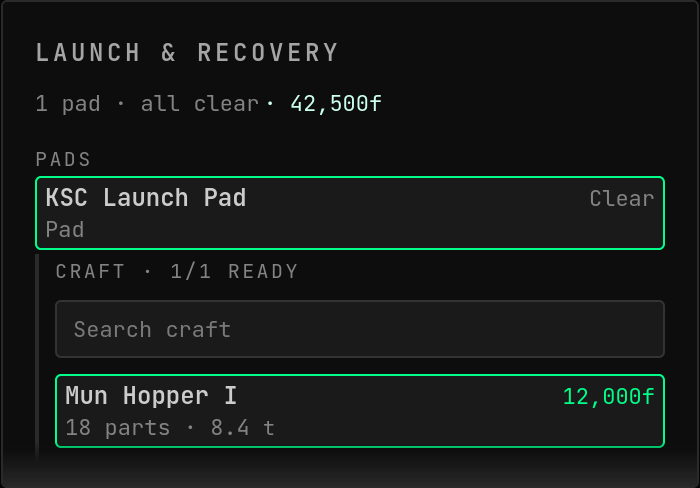 LAUNCH & RECOVERY
1 pad · all clear · 42,500f
PADS
KSC Launch Pad Clear
Pad
CRAFT · 1/1 READY
Search craft
Mun Hopper I 12,000f
18 parts · 8.4 t